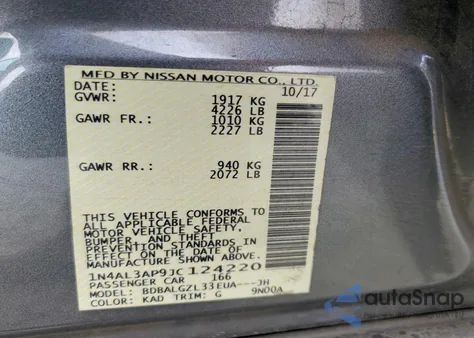 MFD BY NISSAN MOTOR CO., LTD.
DATE: 10/17
GVWR: 1917 KG
4226 LB
GAWR FR.: 1010 KG
2227 LB
GAWR RR.: 940 KG
2072 LB
THIS VEHICLE CONFORMS TO
ALL APPLICABLE FEDERAL
MOTOR VEHICLE SAFETY,
BUMPER, AND THEFT
PREVENTION STANDARDS IN
EFFECT ON THE DATE OF
MANUFACTURE SHOWN ABOVE.
1N4AL3AP9JC124220
PASSENGER CAR 166
MODEL: BDBALGZL33EUA---JH
COLOR: KAD TRIM: G 9N00A
autoSnap